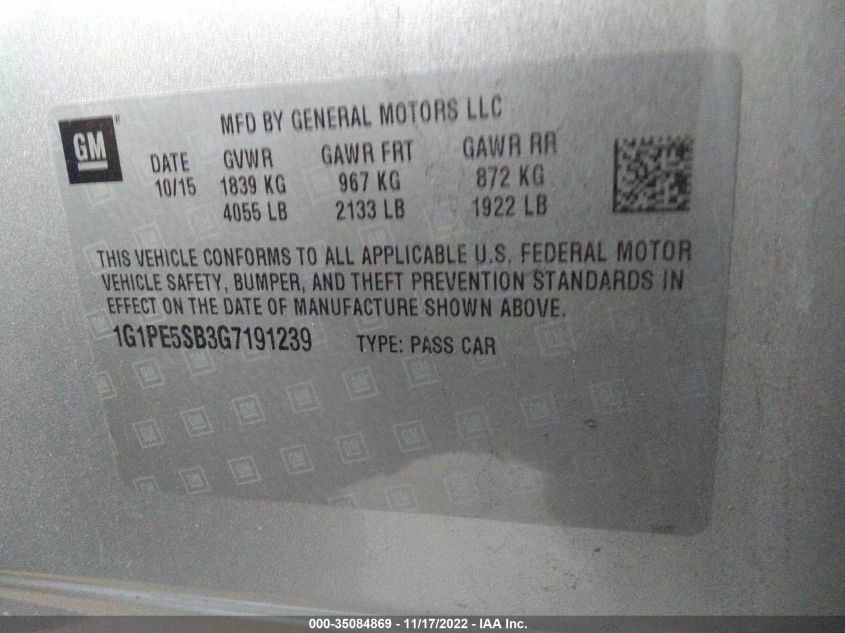 GM
MFD BY GENERAL MOTORS LLC
DATE GVWR GAWR FRT GAWR RR
10/15 1839 KG 967 KG 872 KG
4055 LB 2133 LB 1922 LB
THIS VEHICLE CONFORMS TO ALL APPLICABLE U.S. FEDERAL MOTOR
VEHICLE SAFETY, BUMPER, AND THEFT PREVENTION STANDARDS IN
EFFECT ON THE DATE OF MANUFACTURE SHOWN ABOVE.
1G1PE5SB3G7191239 TYPE: PASS CAR
000-35084869 - 11/17/2022 - IAA Inc.